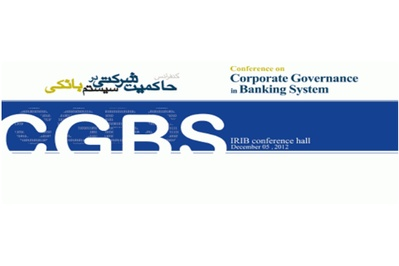 کنفرانس
حاکمیت شرکتی در
سیستم بانکی
Conference on
Corporate Governance
in Banking System
CGBS
IRIB conference hall
December 05 , 2012